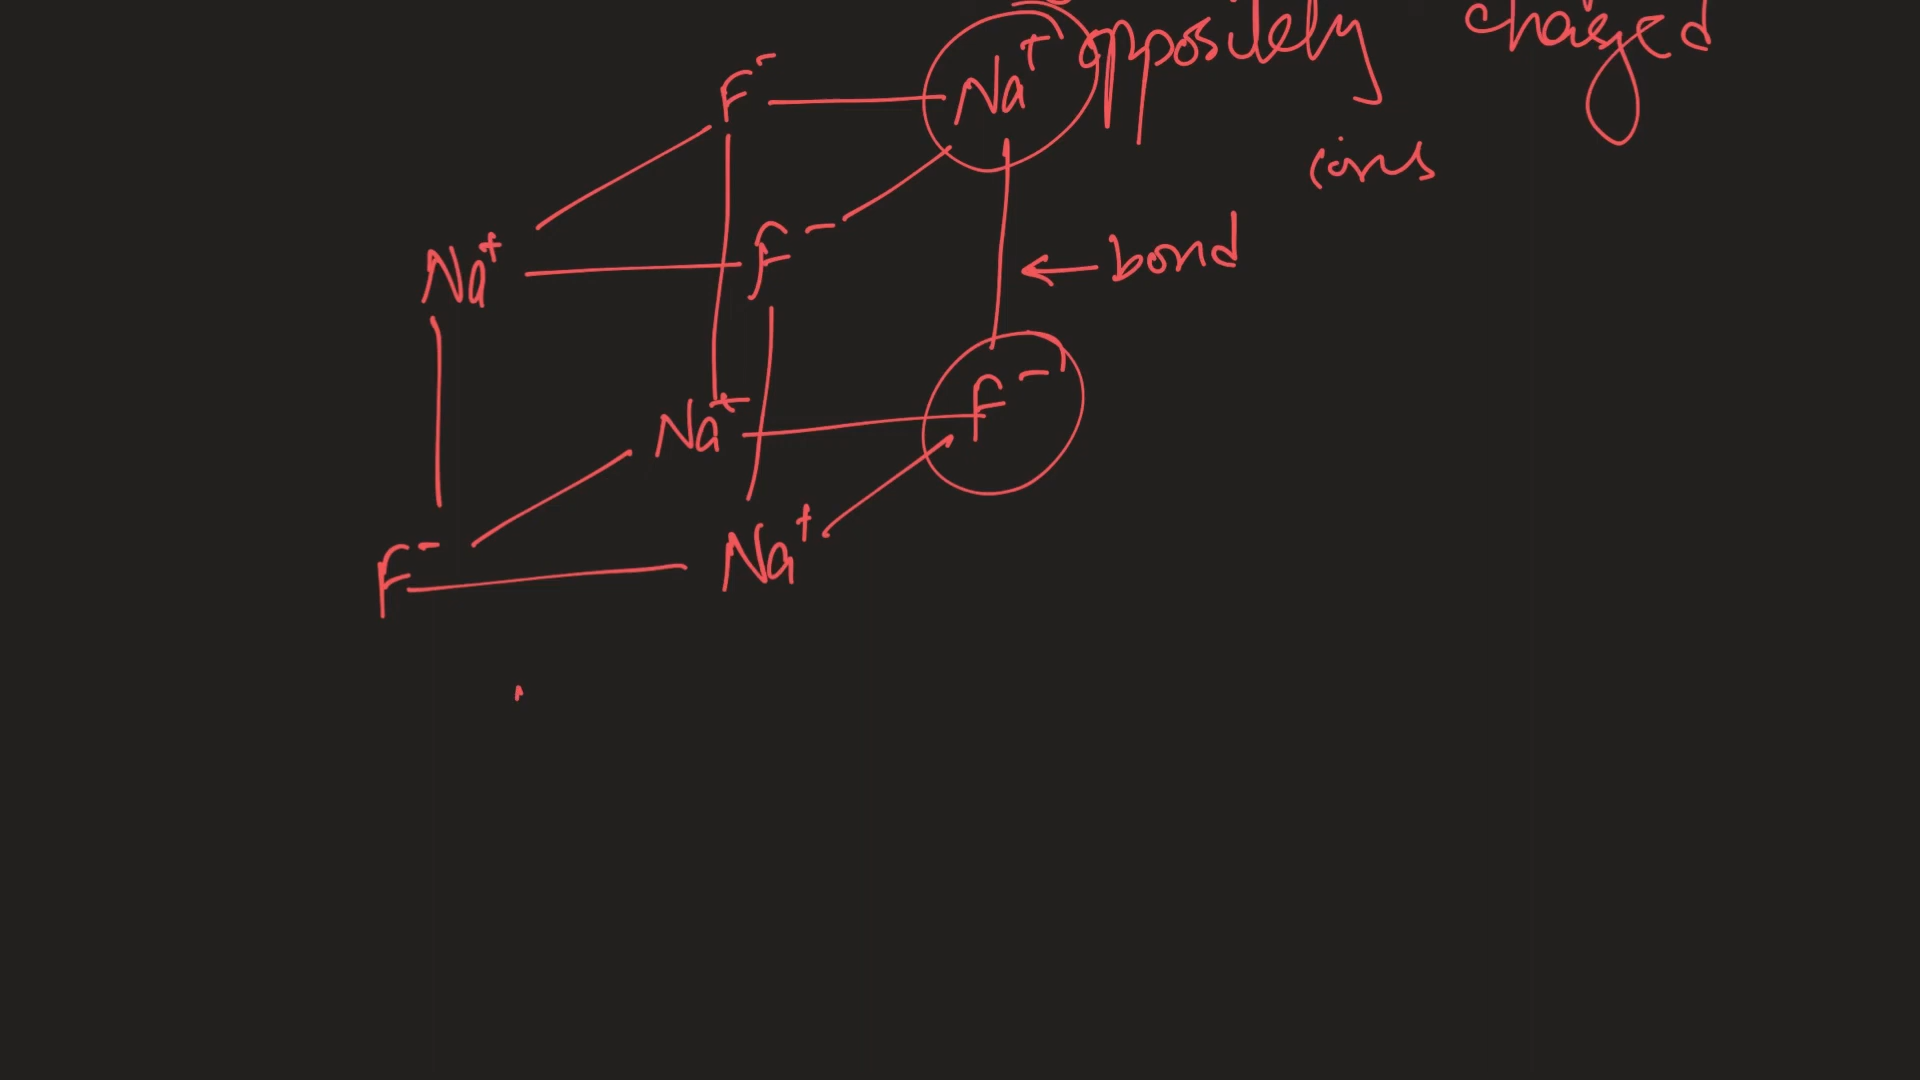 oppositely charged
F⁻ Na⁺
ions
Na⁺ F⁻ ← bond
Na⁺ F⁻
F⁻ Na⁺